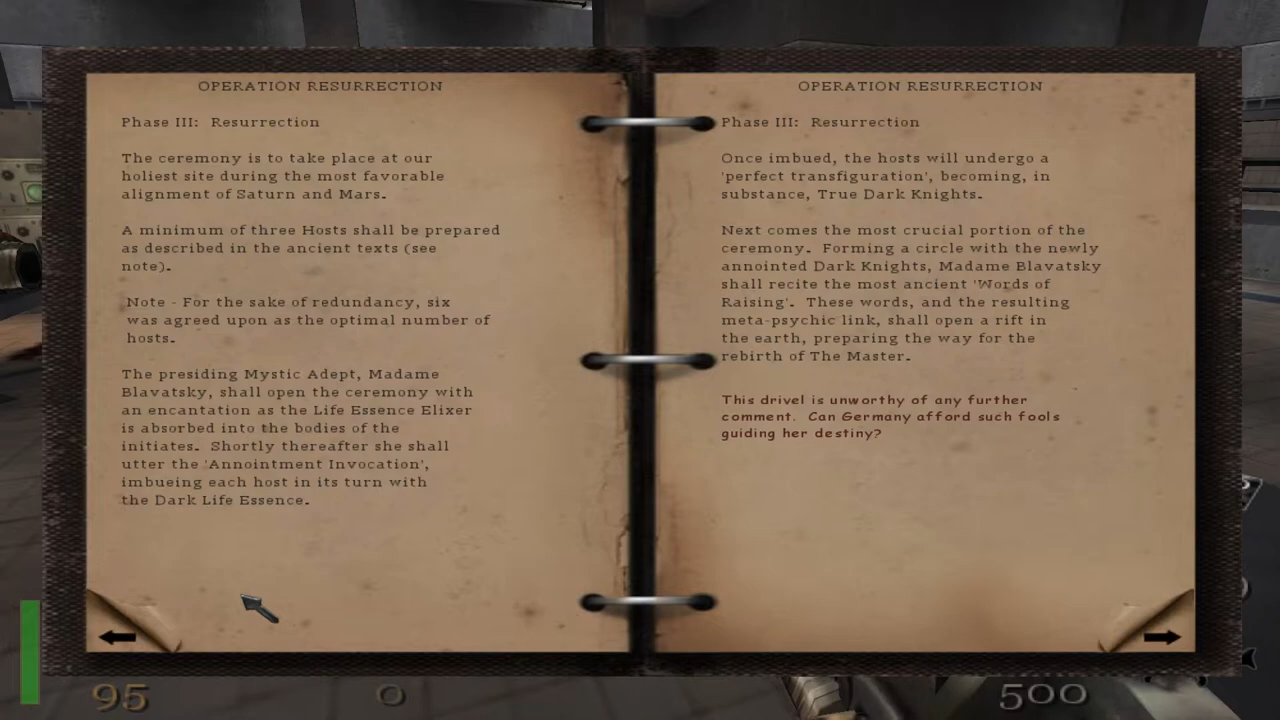 OPERATION RESURRECTION
Phase III: Resurrection
The ceremony is to take place at our
holiest site during the most favorable
alignment of Saturn and Mars.
A minimum of three Hosts shall be prepared
as described in the ancient texts (see
note).
Note - For the sake of redundancy, six
was agreed upon as the optimal number of
hosts.
The presiding Mystic Adept, Madame
Blavatsky, shall open the ceremony with
an encantation as the Life Essence Elixer
is absorbed into the bodies of the
initiates. Shortly thereafter she shall
utter the 'Annointment Invocation',
imbueing each host in its turn with
the Dark Life Essence.
OPERATION RESURRECTION
Phase III: Resurrection
Once imbued, the hosts will undergo a
'perfect transfiguration', becoming, in
substance, True Dark Knights.
Next comes the most crucial portion of the
ceremony. Forming a circle with the newly
annointed Dark Knights, Madame Blavatsky
shall recite the most ancient 'Words of
Raising'. These words, and the resulting
meta-psychic link, shall open a rift in
the earth, preparing the way for the
rebirth of The Master.
This drivel is unworthy of any further
comment. Can Germany afford such fools
guiding her destiny?
95
0
500